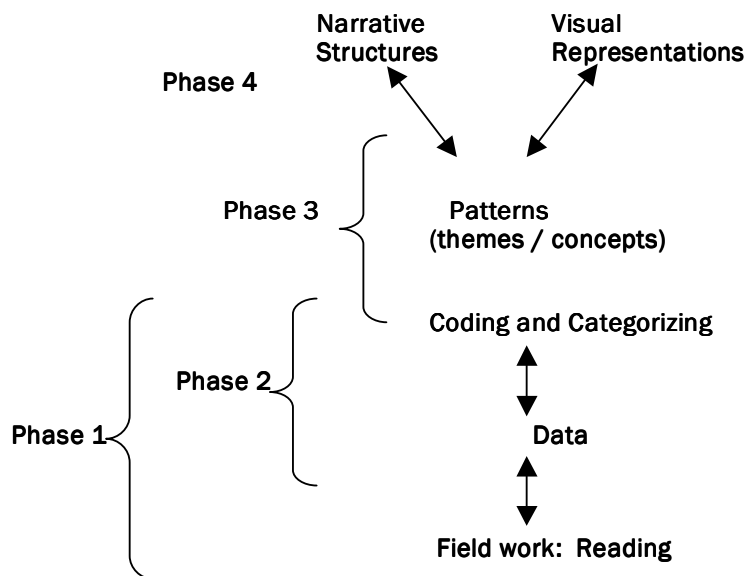 Narrative
Structures
Visual
Representations
Phase 4
Phase 3
Patterns
(themes / concepts)
Coding and Categorizing
Phase 2
Phase 1
Data
Field work:  Reading